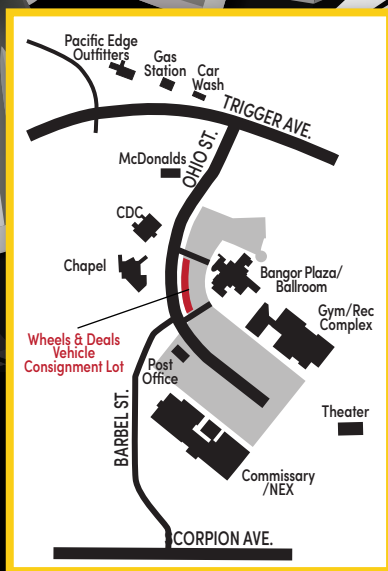 Pacific Edge
Outfitters
Gas
Station
Car
Wash
TRIGGER AVE.
OHIO ST.
McDonalds
CDC
Chapel
Bangor Plaza/
Ballroom
Gym/Rec
Complex
Wheels & Deals
Vehicle
Consignment Lot
Post
Office
BARBEL ST.
Theater
Commissary
/NEX
SCORPION AVE.